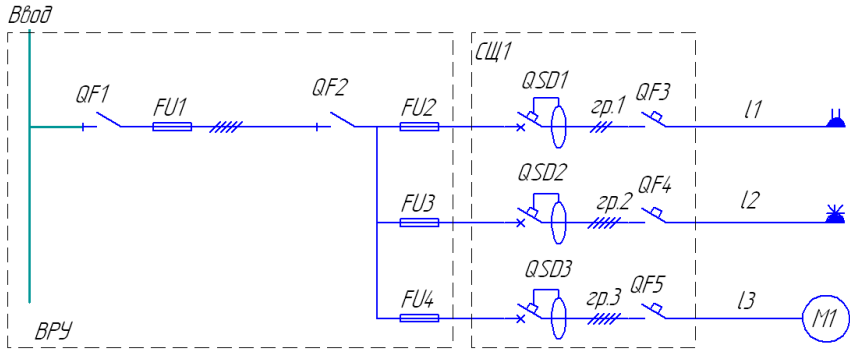 Ввод
QF1
FU1
QF2
FU2
СЩ1
QSD1
гр.1
QF3
l1
FU3
QSD2
гр.2
QF4
l2
FU4
QSD3
гр.3
QF5
l3
M1
ВРУ